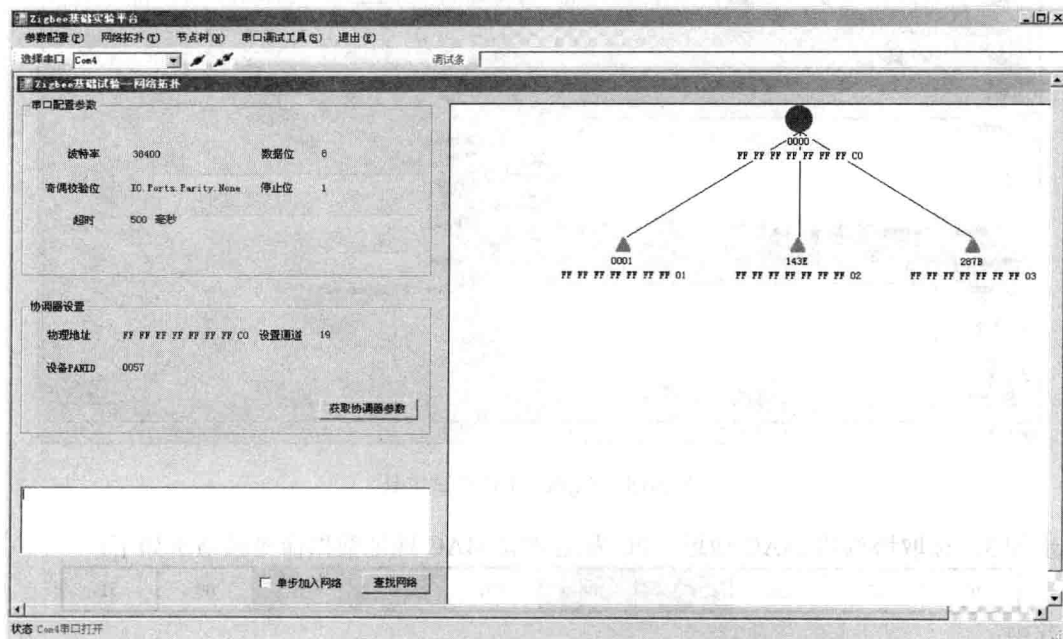 Zigbee基础实验平台
参数配置(P) 网络拓扑(T) 节点树(N) 串口调试工具(S) 退出(E)
选择串口 Com4 调试条
Zigbee基础试验--网络拓扑
串口配置参数
波特率 38400 数据位 8
奇偶校验位 IO.Ports.Parity.None 停止位 1
超时 500 毫秒
协调器设置
物理地址 FF FF FF FF FF FF FF C0 设置通道 19
设备PANID 0057
获取协调器参数
单步加入网络 查找网络
0000
FF FF FF FF FF FF FF C0
0001
FF FF FF FF FF FF FF 01
143E
FF FF FF FF FF FF FF 02
287B
FF FF FF FF FF FF FF 03
状态 Com4串口打开